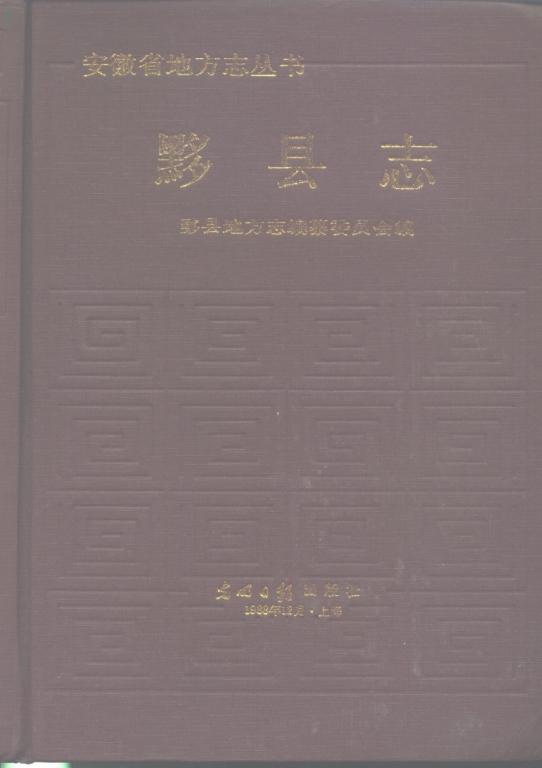 安徽省地方志丛书
黟县志
黟县地方志编纂委员会编
光明日报出版社
1988年12月·上海